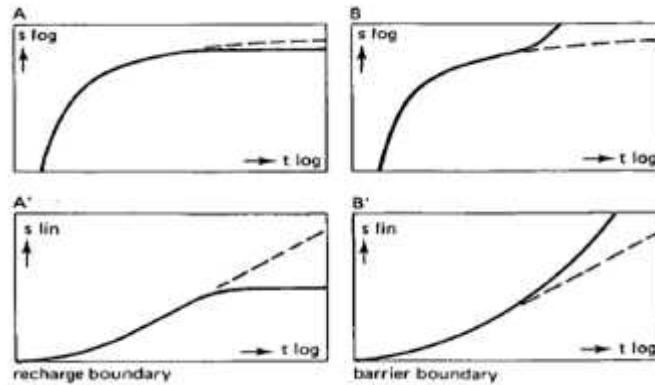 A
s log
t log
B
s log
t log
A'
s lin
t log
recharge boundary
B'
s lin
t log
barrier boundary